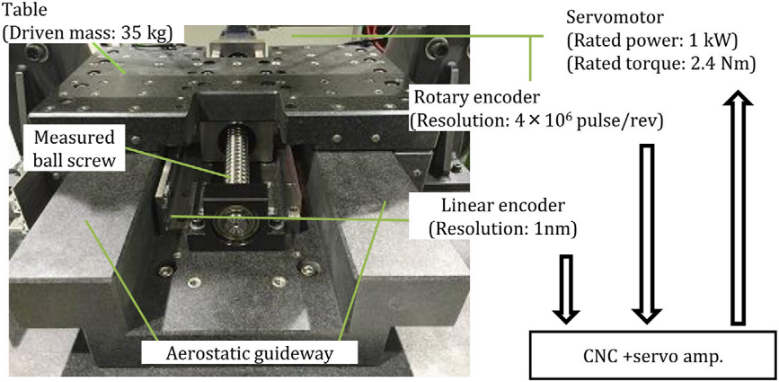 Table
(Driven mass: 35 kg)
Servomotor
(Rated power: 1 kW)
(Rated torque: 2.4 Nm)
Rotary encoder
(Resolution: 4×10⁶ pulse/rev)
Measured
ball screw
Linear encoder
(Resolution: 1nm)
Aerostatic guideway
CNC +servo amp.